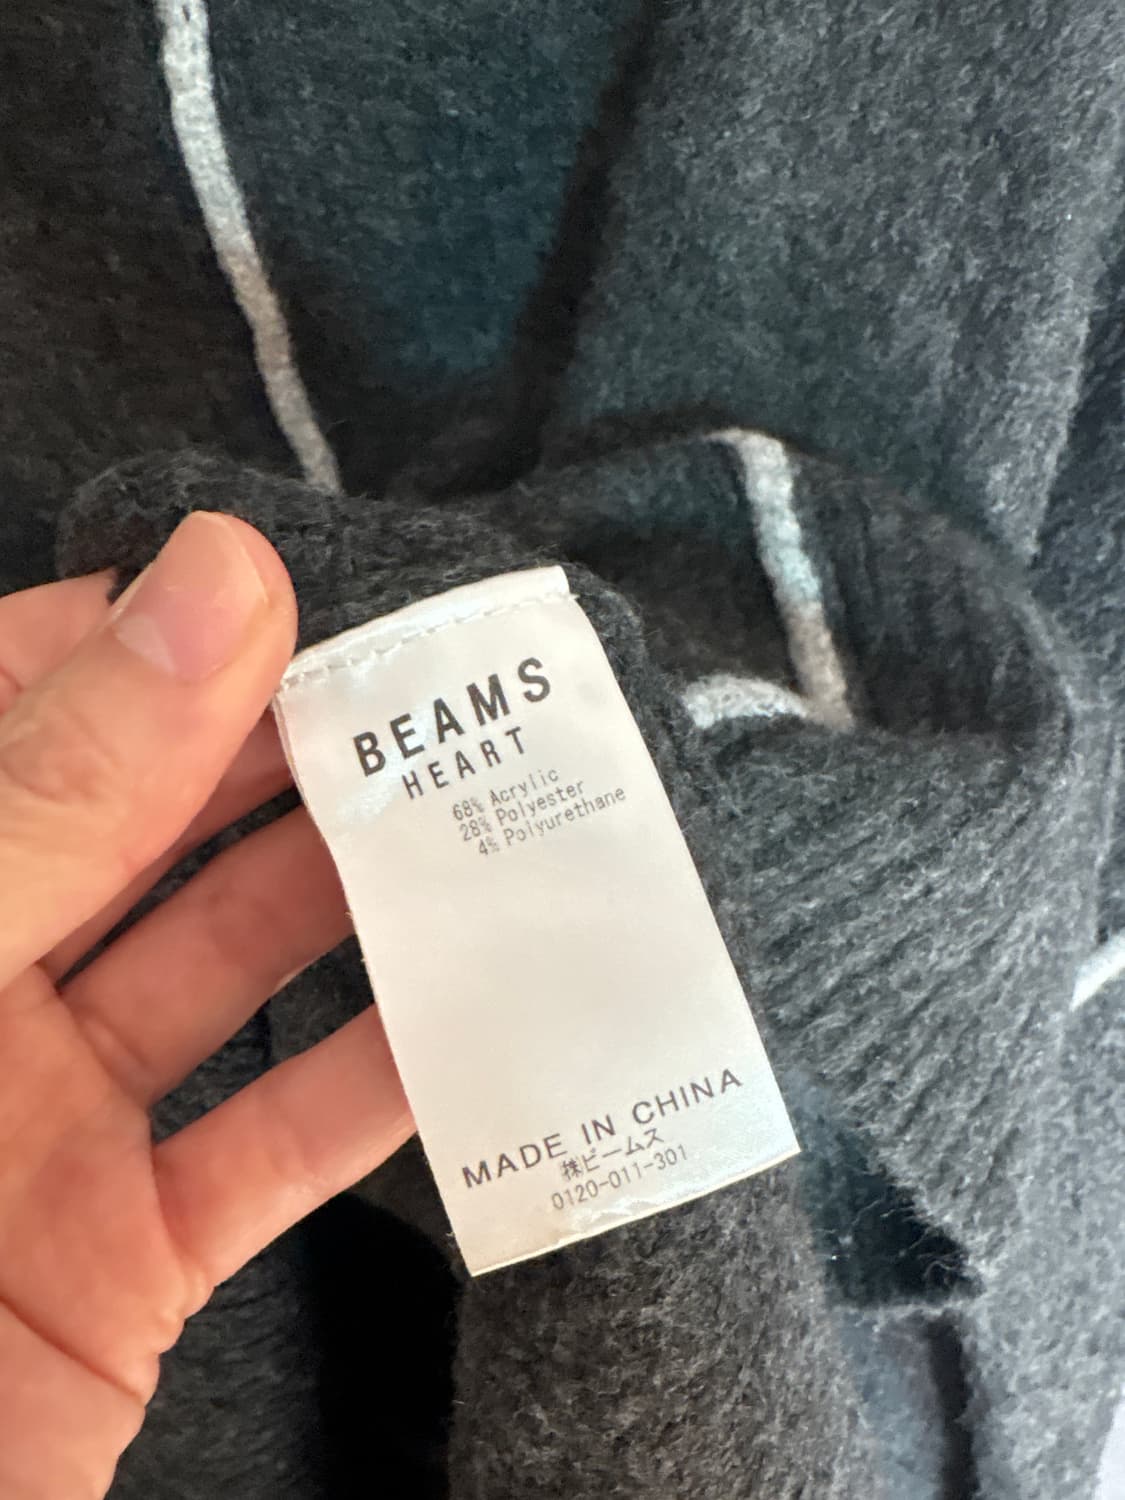 BEAMS
HEART
68% Acrylic
28% Polyester
4% Polyurethane
MADE IN CHINA
㈱ビームス
0120-011-301